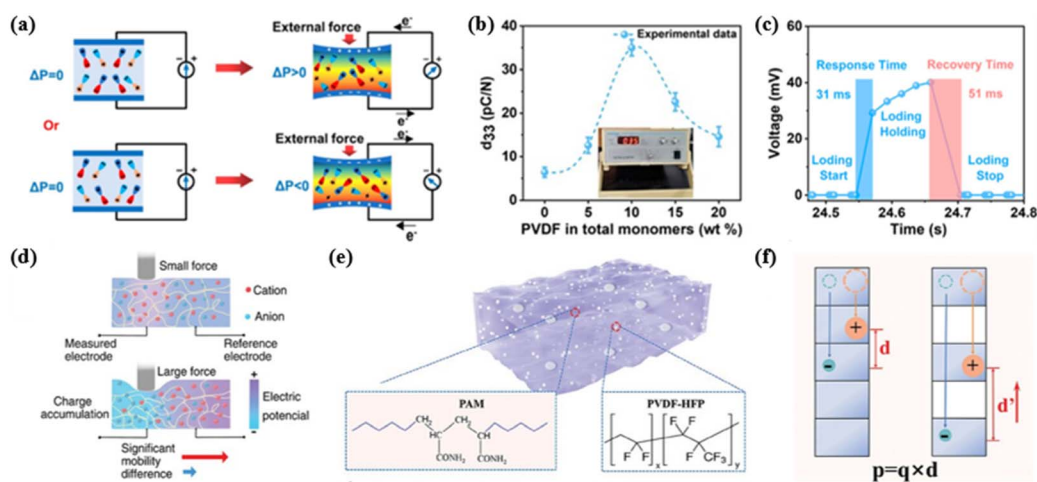 (a)
ΔP=0
External force
e-
- +
ΔP>0
- +
e-
Or
ΔP=0
- +
External force
e-
ΔP<0
- +
e-
(b)
Experimental data
d33 (pC/N)
40
30
20
10
0
0 5 10 15 20
PVDF in total monomers (wt %)
(c)
Voltage (mV)
60
40
20
0
Response Time
31 ms
Recovery Time
51 ms
Loding
Holding
Loding
Start
Loding
Stop
24.5 24.6 24.7 24.8
Time (s)
(d)
Small force
Cation
Anion
Measured
electrode
Reference
electrode
Large force
Charge
accumulation
+
Electric
potencial
-
Significant
mobility
difference
(e)
PAM
CH2 CH2
CH CH
CONH2 CONH2
PVDF-HFP
F F
F F
F CF3
x y
(f)
+
-
d
+
-
d'
p=q×d